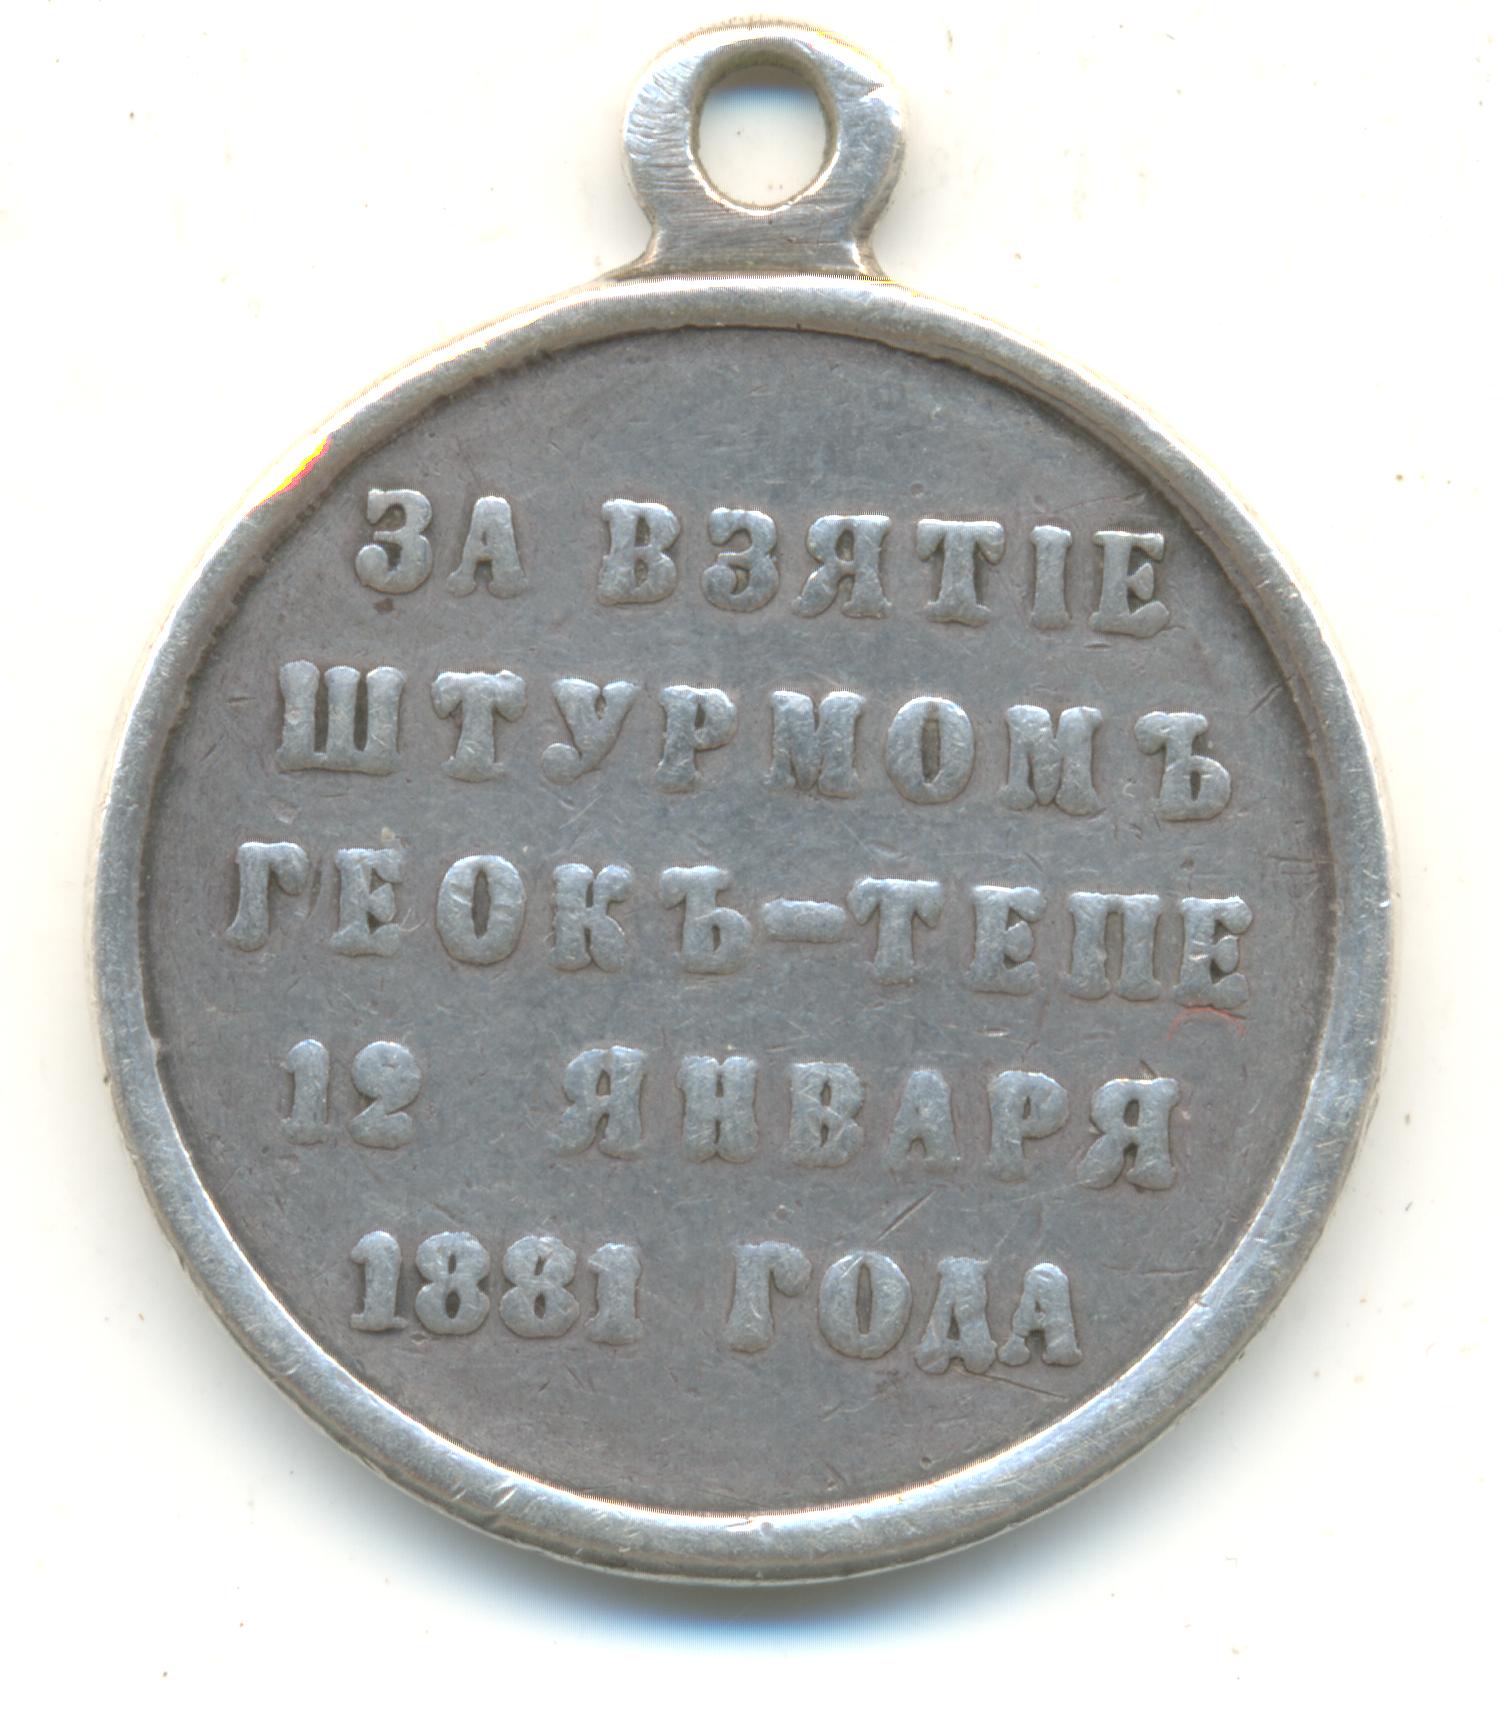 ЗА ВЗЯТІЕ
ШТУРМОМЪ
ГЕОКЪ-ТЕПЕ
12 ЯНВАРЯ
1881 ГОДА